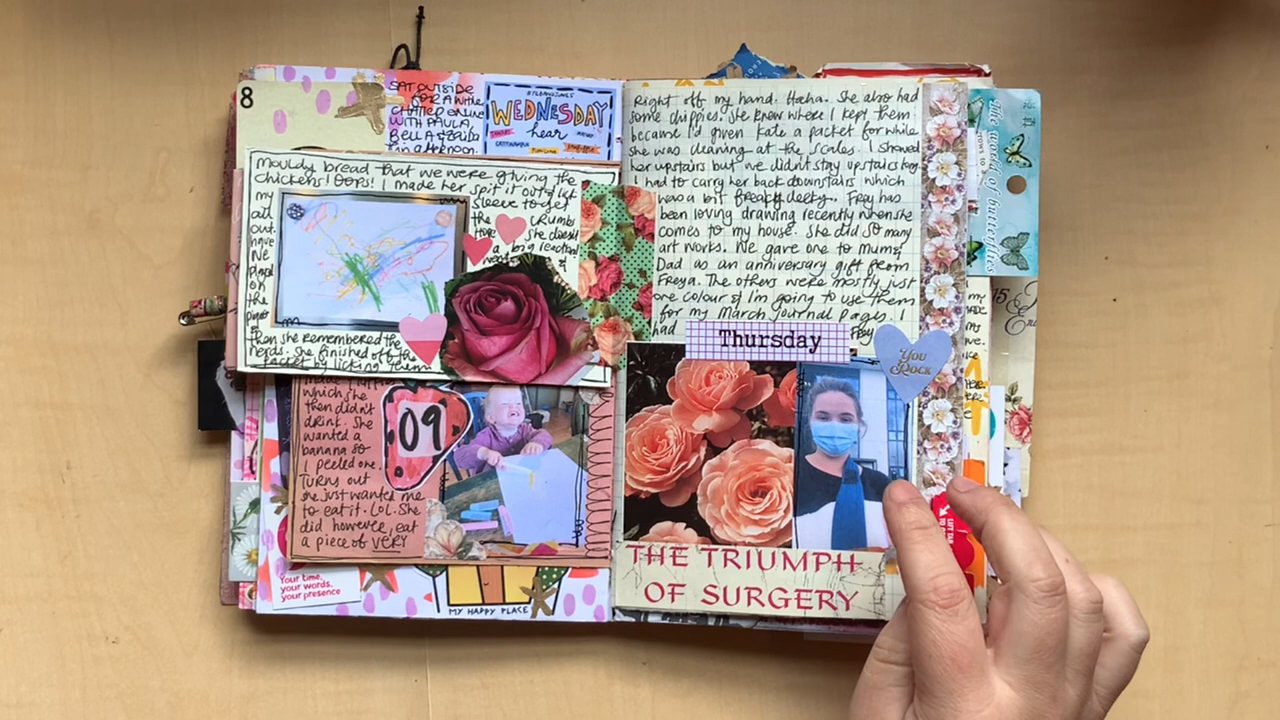 8
SAT OUTSIDE
FOR A WHILE
CHATTED ONLINE
WITH PAULA,
BELLA & ZAIDA
in afternoon.
WEDNESDAY
hear
Mouldy bread that we were giving the
chickens! Oops! I made her spit it out &
my sleeve to get
all the crumbs
out. Hope she doesn't
have a big reaction
We
played
on
the
then she remembered the
nerds. She finished off the
packet by licking them
made
which she
then didn't
drink. She
wanted a
banana so
I peeled one.
Turns out
she just wanted me
to eat it. Lol. She
did however, eat
a piece of VERY
09
Your time,
your words,
your presence
MY HAPPY PLACE
Right off my hand. Haha. She also had
some chippies. She knew where I kept them
because I'd given Kate a packet for while
she was cleaning at the scales. I showed
her upstairs but we didn't stay upstairs long
I had to carry her back downstairs which
was a bit freaky deeky. Frey has
been loving drawing recently when she
comes to my house. She did SO many
art works. We gave one to Mum &
Dad as an anniversary gift from
Freya. The others were mostly just
one colour & I'm going to use them
for my March journal pages. I
had
Thursday
You
Rock
THE TRIUMPH
OF SURGERY
The world of butterflies